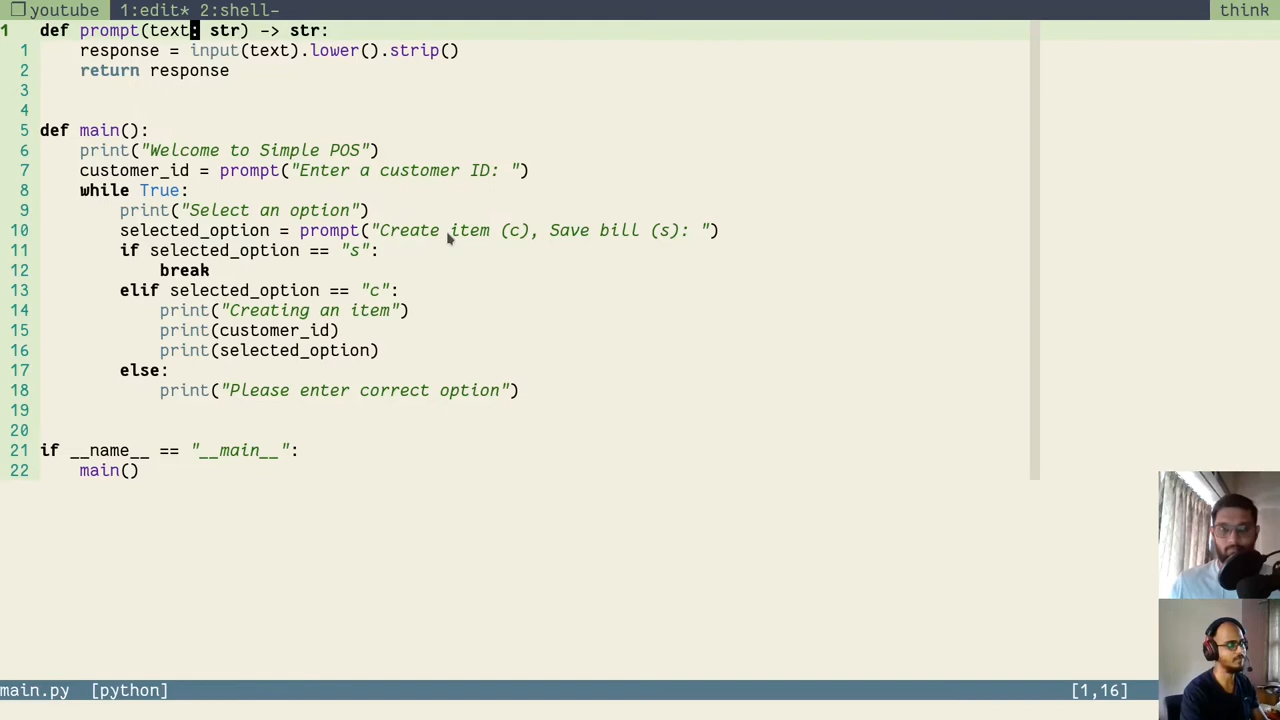 ❐ youtube 1:edit* 2:shell- think
1 def prompt(text: str) -> str:
1 response = input(text).lower().strip()
2 return response
3
4
5 def main():
6 print("Welcome to Simple POS")
7 customer_id = prompt("Enter a customer ID: ")
8 while True:
9 print("Select an option")
10 selected_option = prompt("Create item (c), Save bill (s): ")
11 if selected_option == "s":
12 break
13 elif selected_option == "c":
14 print("Creating an item")
15 print(customer_id)
16 print(selected_option)
17 else:
18 print("Please enter correct option")
19
20
21 if __name__ == "__main__":
22 main()
main.py [python] [1,16]